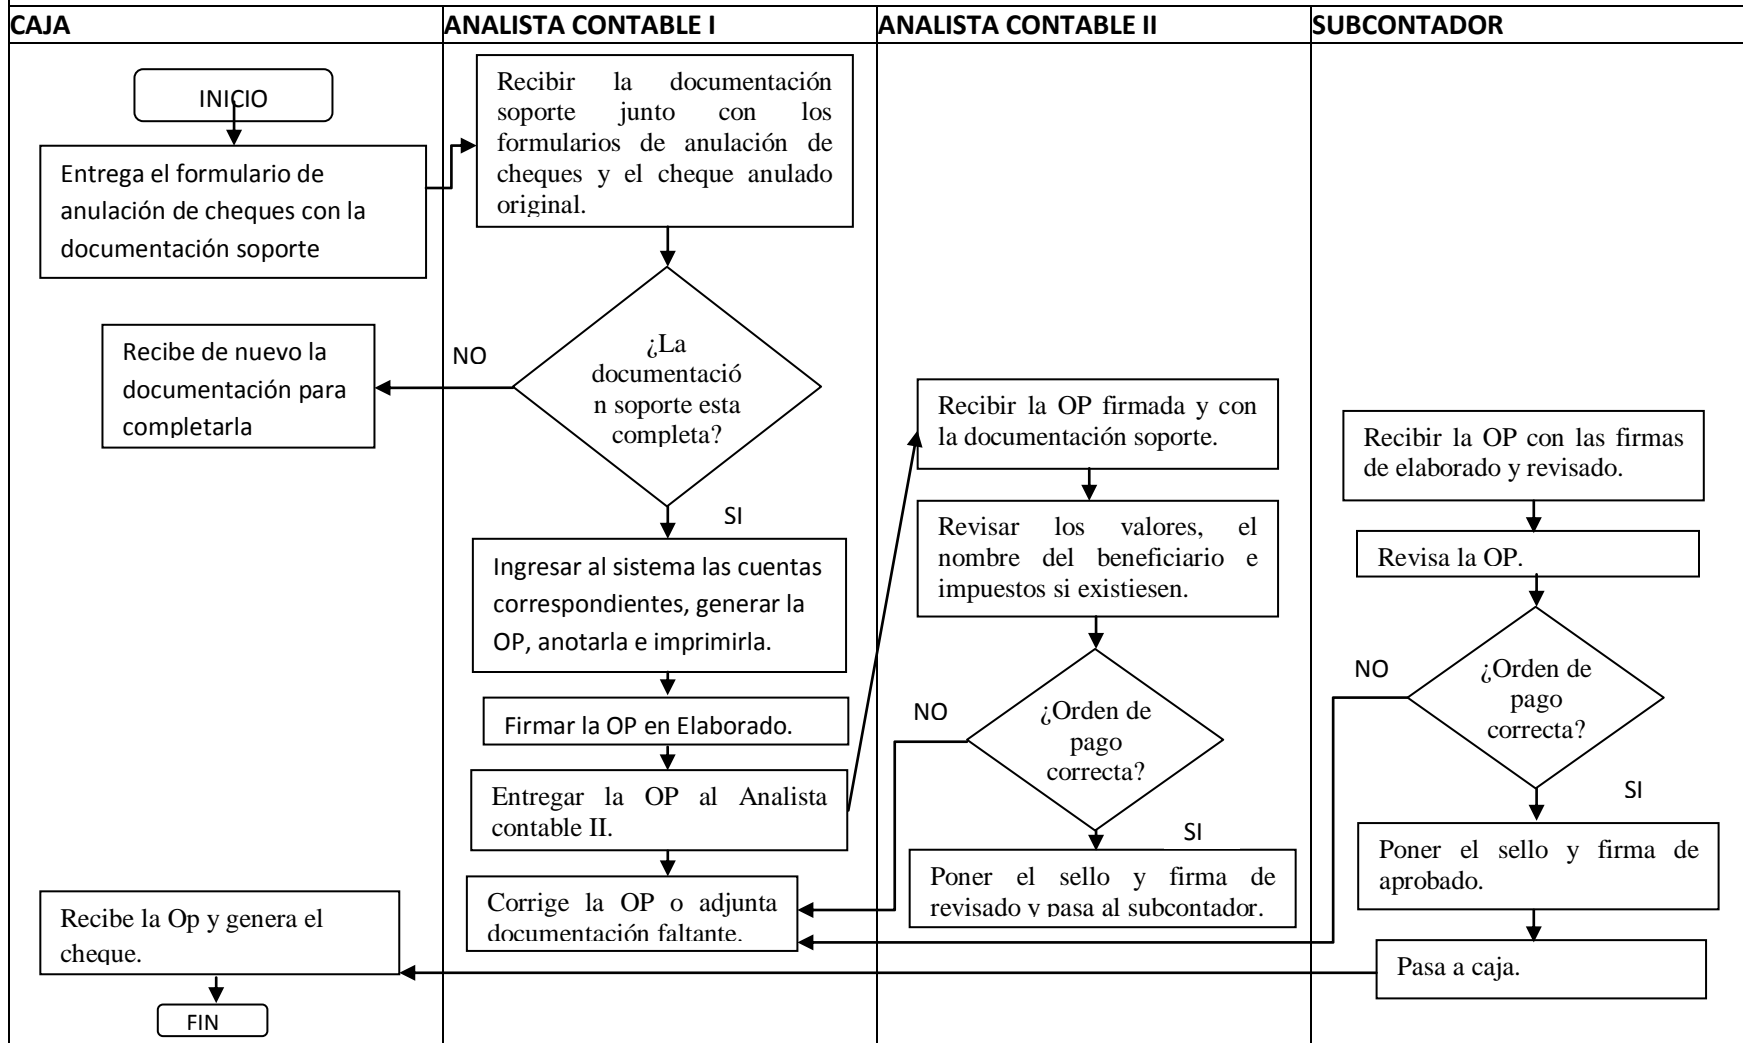 CAJA
ANALISTA CONTABLE I
ANALISTA CONTABLE II
SUBCONTADOR
INICIO
Entrega el formulario de
anulación de cheques con la
documentación soporte
Recibe de nuevo la
documentación para
completarla
Recibe la Op y genera el
cheque.
FIN
Recibir la documentación
soporte junto con los
formularios de anulación de
cheques y el cheque anulado
original.
NO
¿La
documentació
n soporte esta
completa?
SI
Ingresar al sistema las cuentas
correspondientes, generar la
OP, anotarla e imprimirla.
Firmar la OP en Elaborado.
Entregar la OP al Analista
contable II.
Corrige la OP o adjunta
documentación faltante.
Recibir la OP firmada y con
la documentación soporte.
Revisar los valores, el
nombre del beneficiario e
impuestos si existiesen.
NO
¿Orden de
pago
correcta?
SI
Poner el sello y firma de
revisado y pasa al subcontador.
Recibir la OP con las firmas
de elaborado y revisado.
Revisa la OP.
NO
¿Orden de
pago
correcta?
SI
Poner el sello y firma de
aprobado.
Pasa a caja.